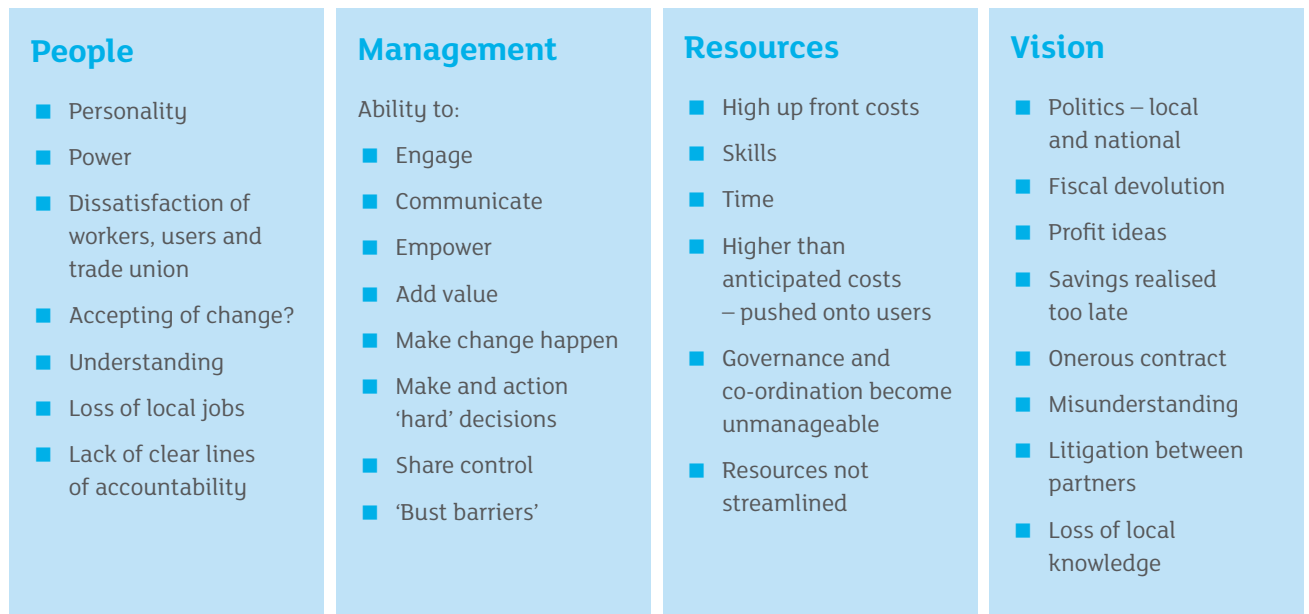 People
■ Personality
■ Power
■ Dissatisfaction of
workers, users and
trade union
■ Accepting of change?
■ Understanding
■ Loss of local jobs
■ Lack of clear lines
of accountability
Management
Ability to:
■ Engage
■ Communicate
■ Empower
■ Add value
■ Make change happen
■ Make and action
‘hard’ decisions
■ Share control
■ ‘Bust barriers’
Resources
■ High up front costs
■ Skills
■ Time
■ Higher than
anticipated costs
– pushed onto users
■ Governance and
co-ordination become
unmanageable
■ Resources not
streamlined
Vision
■ Politics – local
and national
■ Fiscal devolution
■ Profit ideas
■ Savings realised
too late
■ Onerous contract
■ Misunderstanding
■ Litigation between
partners
■ Loss of local
knowledge